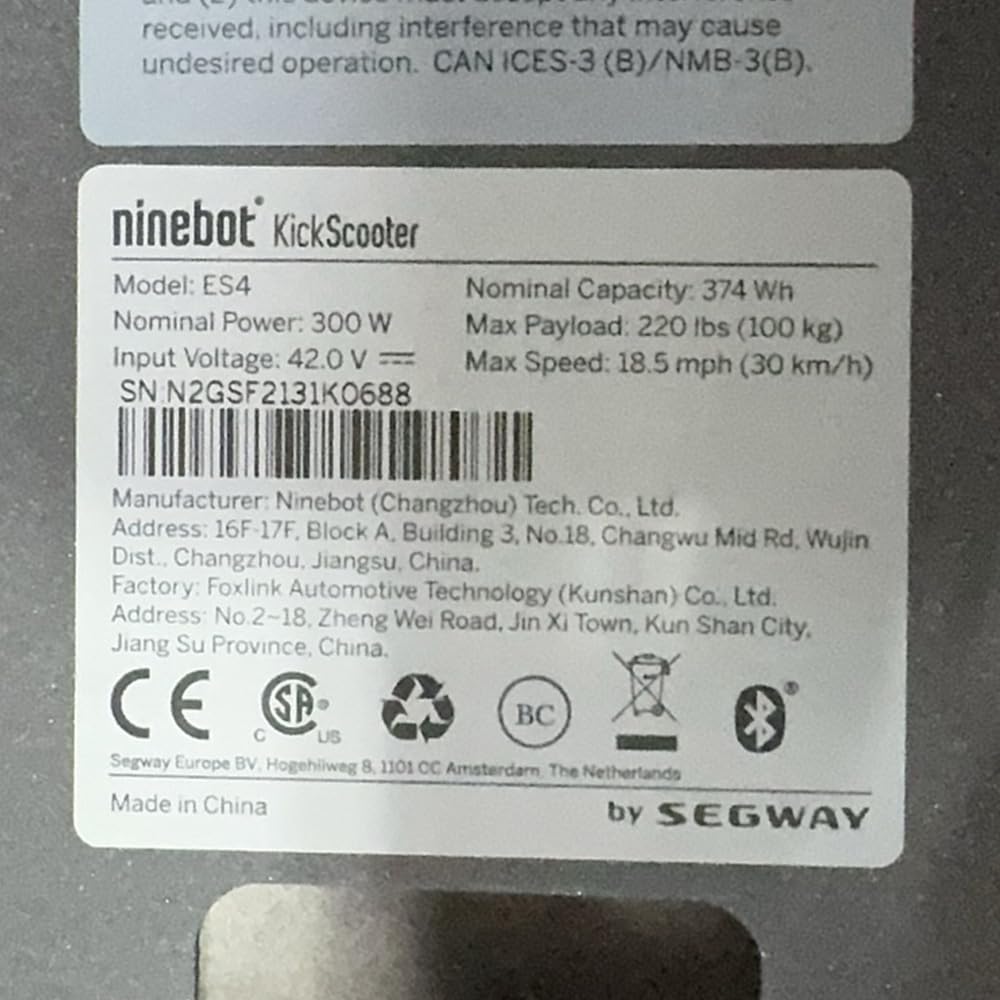 received, including interference that may cause
undesired operation. CAN ICES-3 (B)/NMB-3(B).
ninebot® KickScooter
Model: ES4
Nominal Capacity: 374 Wh
Nominal Power: 300 W
Max Payload: 220 lbs (100 kg)
Input Voltage: 42.0 V ⎓
Max Speed: 18.5 mph (30 km/h)
SN:N2GSF2131K0688
Manufacturer: Ninebot (Changzhou) Tech. Co., Ltd.
Address: 16F-17F, Block A, Building 3, No.18, Changwu Mid Rd, Wujin
Dist., Changzhou, Jiangsu, China.
Factory: Foxlink Automotive Technology (Kunshan) Co., Ltd.
Address: No.2~18, Zheng Wei Road, Jin Xi Town, Kun Shan City,
Jiang Su Province, China.
CE C SA® US BC ®
Segway Europe BV, Hogehilweg 8, 1101 CC Amsterdam, The Netherlands
Made in China
by SEGWAY